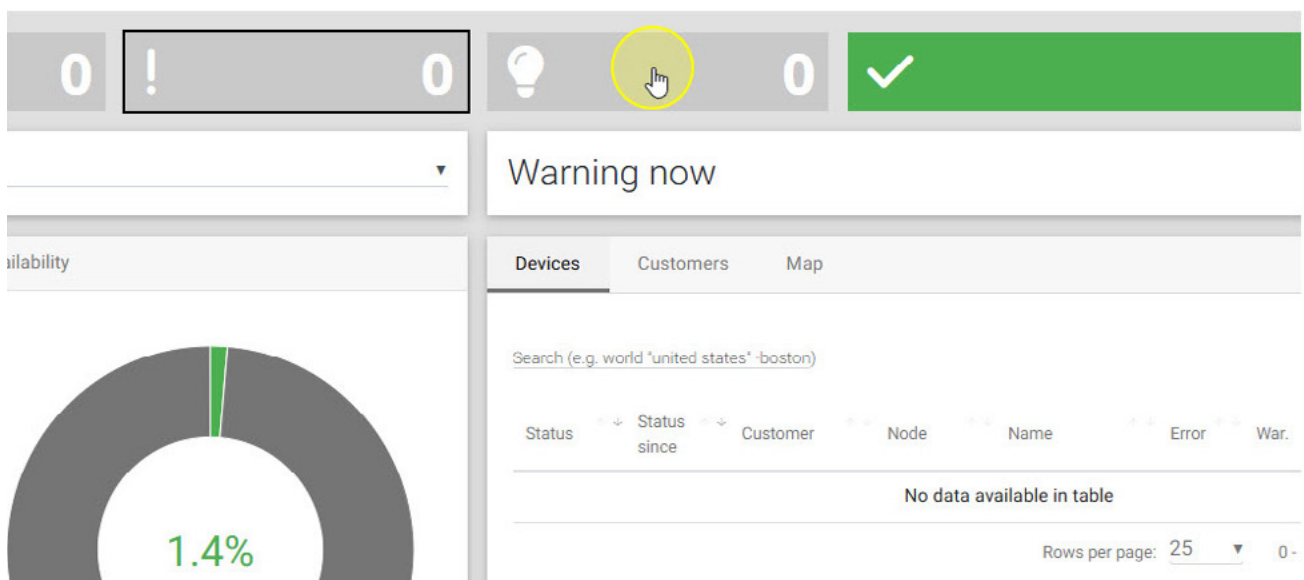 0 ! 0 0
Warning now
ailability
Devices Customers Map
Search (e.g. world "united states" -boston)
Status Status since Customer Node Name Error War.
No data available in table
1.4%
Rows per page: 25 0 -